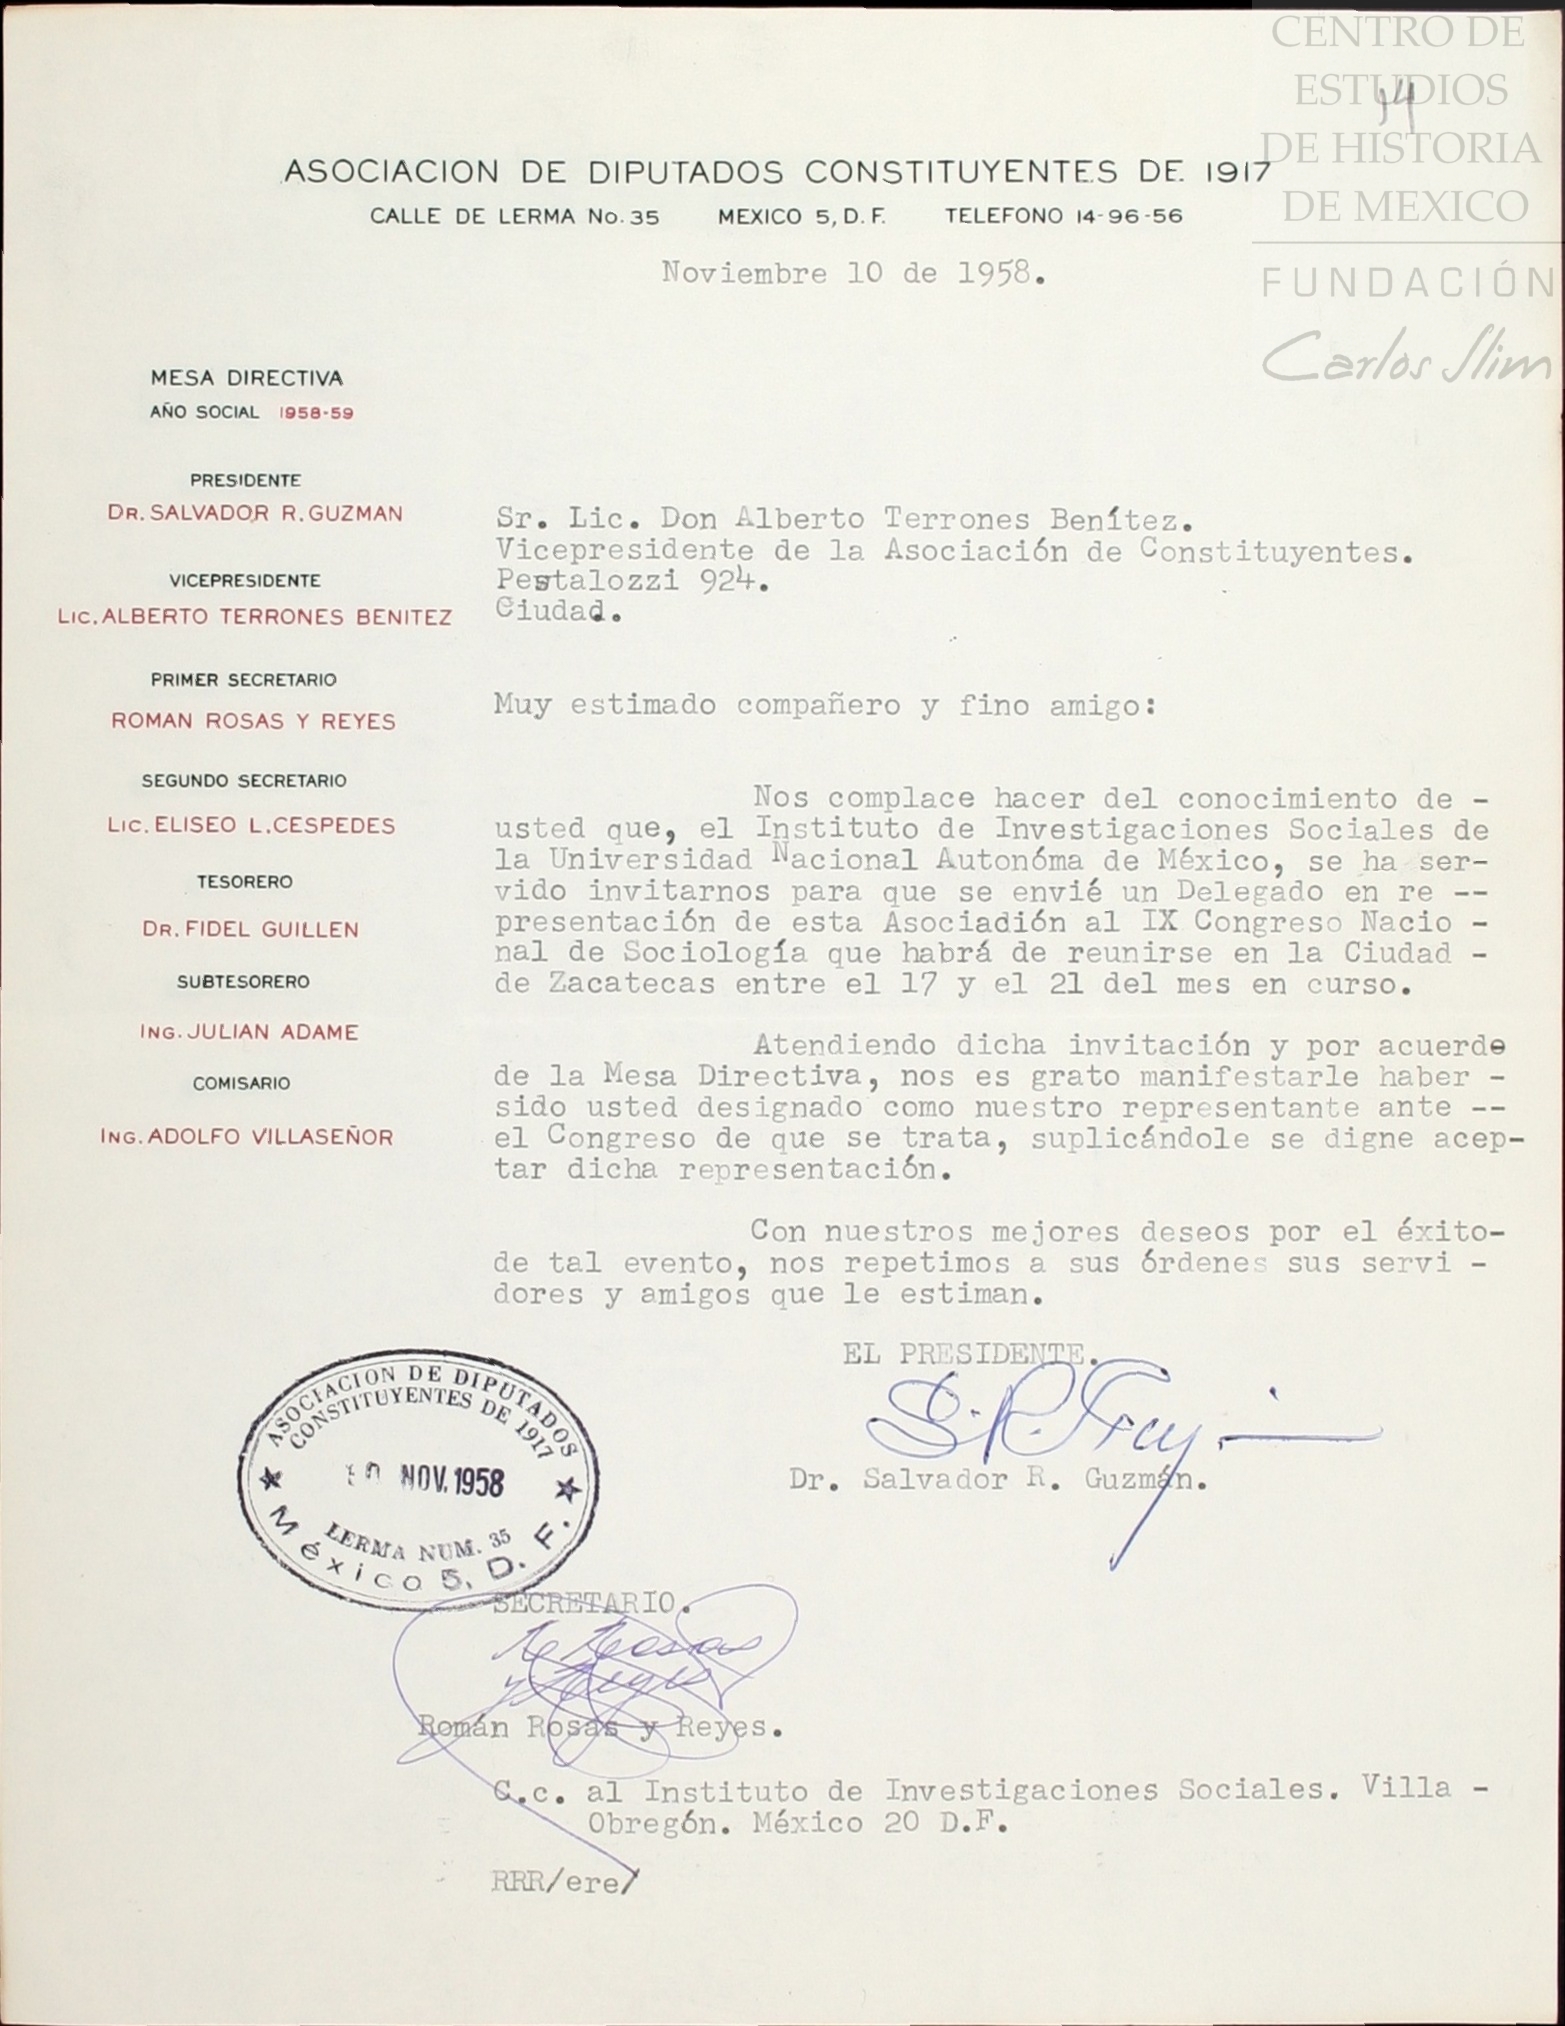 CENTRO DE
ESTUDIOS
DE HISTORIA
DE MEXICO
FUNDACIÓN
Carlos Slim
14
ASOCIACION DE DIPUTADOS CONSTITUYENTES DE 1917
CALLE DE LERMA No. 35 MEXICO 5, D. F. TELEFONO 14-96-56
Noviembre 10 de 1958.
MESA DIRECTIVA
AÑO SOCIAL 1958-59
PRESIDENTE
DR. SALVADOR R. GUZMAN
VICEPRESIDENTE
LIC. ALBERTO TERRONES BENITEZ
PRIMER SECRETARIO
ROMAN ROSAS Y REYES
SEGUNDO SECRETARIO
LIC. ELISEO L. CESPEDES
TESORERO
DR. FIDEL GUILLEN
SUBTESORERO
ING. JULIAN ADAME
COMISARIO
ING. ADOLFO VILLASEÑOR
Sr. Lic. Don Alberto Terrones Benítez.
Vicepresidente de la Asociación de Constituyentes.
Pestalozzi 924.
Ciudad.
Muy estimado compañero y fino amigo:
Nos complace hacer del conocimiento de -
usted que, el Instituto de Investigaciones Sociales de
la Universidad Nacional Autonóma de México, se ha ser-
vido invitarnos para que se envié un Delegado en re --
presentación de esta Asociadión al IX Congreso Nacio -
nal de Sociología que habrá de reunirse en la Ciudad -
de Zacatecas entre el 17 y el 21 del mes en curso.
Atendiendo dicha invitación y por acuerdo
de la Mesa Directiva, nos es grato manifestarle haber -
sido usted designado como nuestro representante ante --
el Congreso de que se trata, suplicándole se digne acep-
tar dicha representación.
Con nuestros mejores deseos por el éxito-
de tal evento, nos repetimos a sus órdenes sus servi -
dores y amigos que le estiman.
EL PRESIDENTE.
Dr. Salvador R. Guzmán.
ASOCIACION DE DIPUTADOS
CONSTITUYENTES DE 1917
10 NOV. 1958
LERMA NUM. 35
México 5, D. F.
SECRETARIO.
R Rosas
y Reyes
Román Rosas y Reyes.
C.c. al Instituto de Investigaciones Sociales. Villa -
Obregón. México 20 D.F.
RRR/ere/